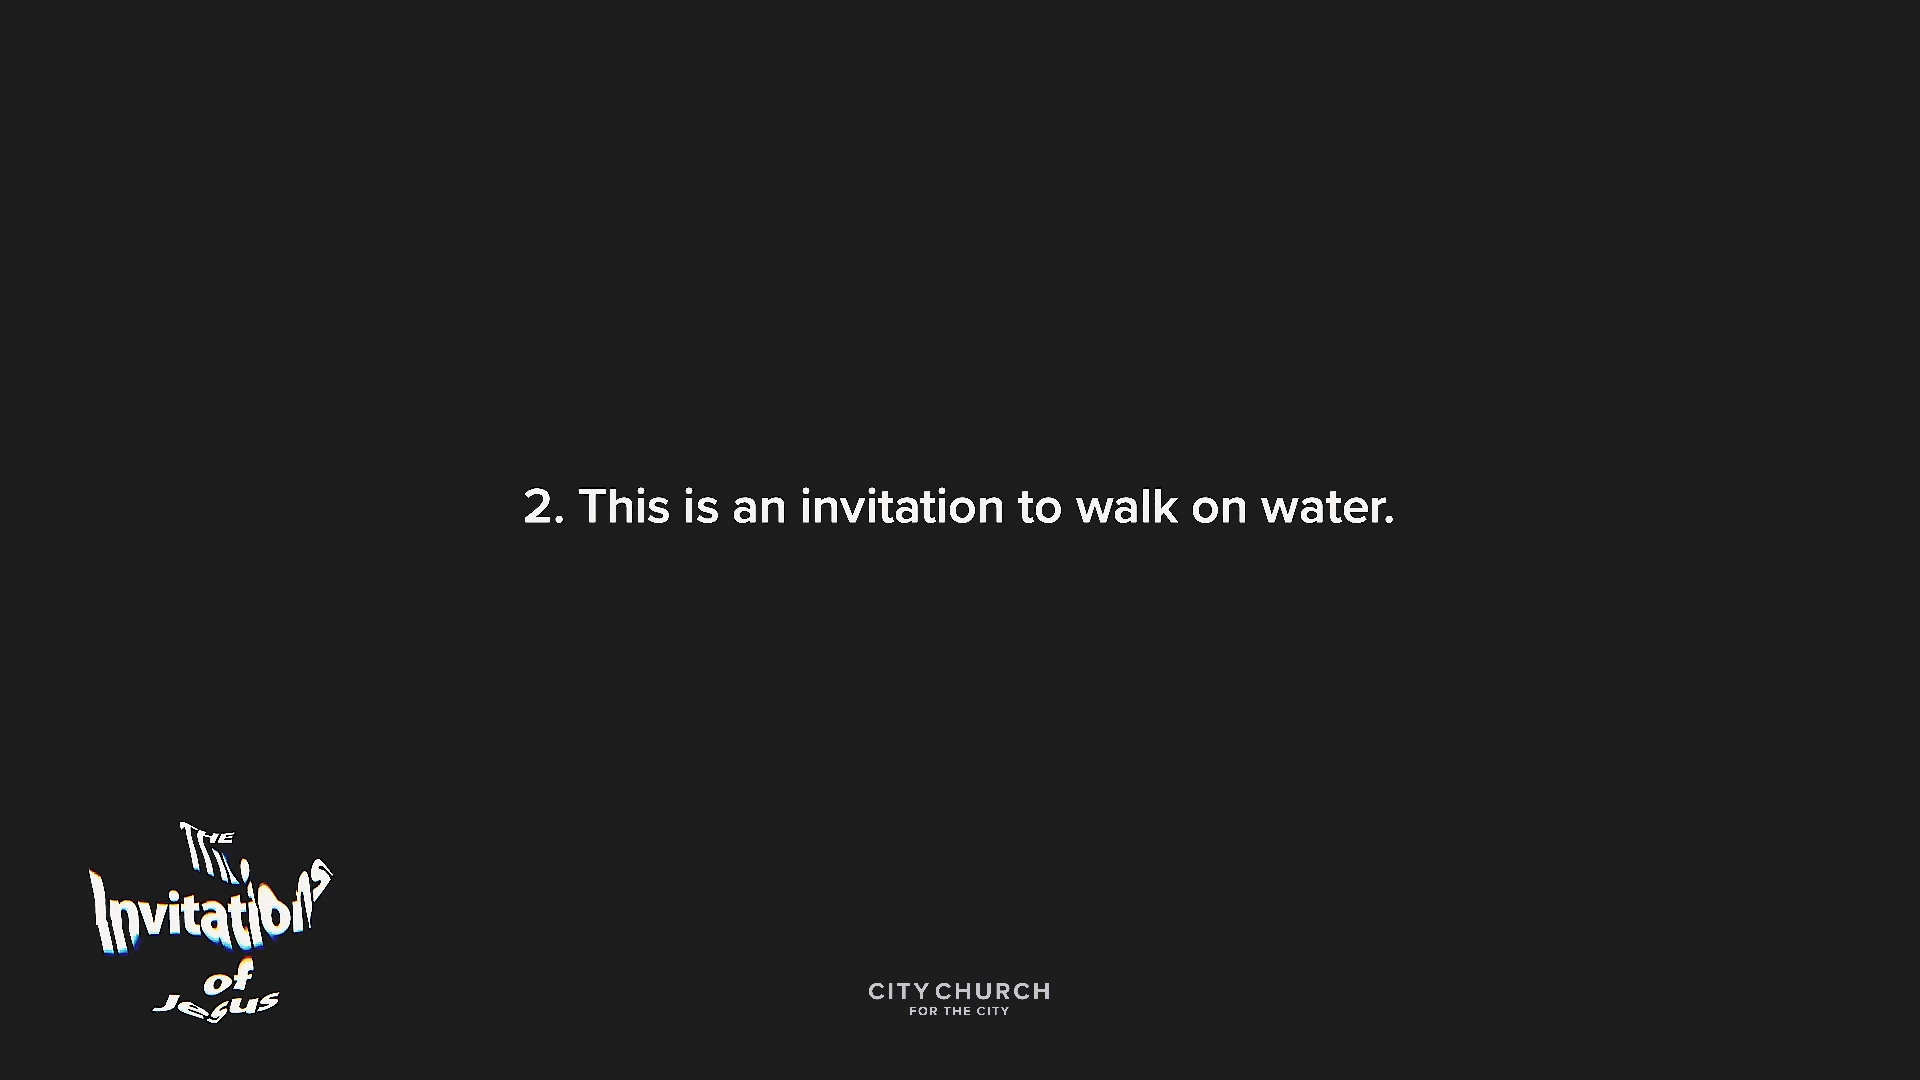 2. This is an invitation to walk on water.
THE
Invitations
of
Jesus
CITY CHURCH
FOR THE CITY